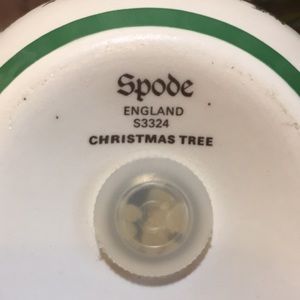 Spode
ENGLAND
S3324
CHRISTMAS TREE